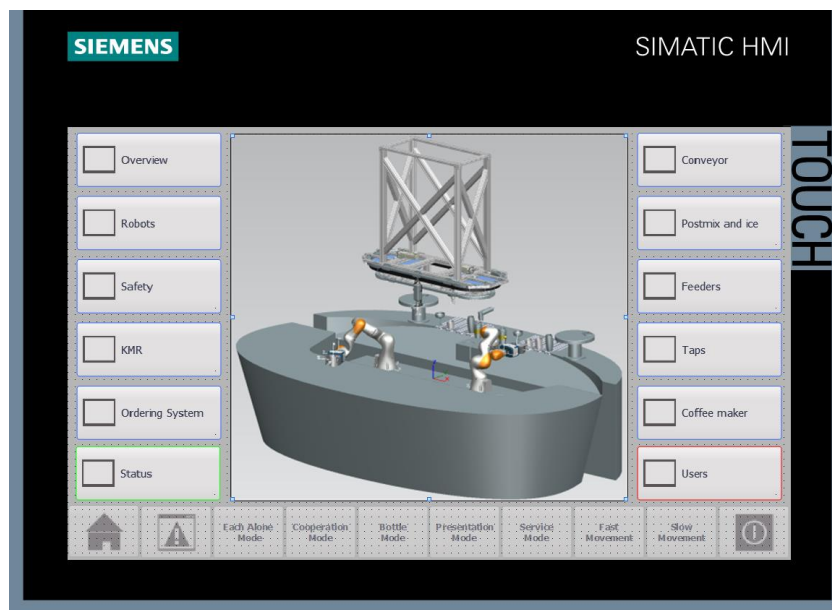 SIEMENS
SIMATIC HMI
TOUCH
Overview
Robots
Safety
KMR
Ordering System
Status
Conveyor
Postmix and ice
Feeders
Taps
Coffee maker
Users
Each Alone
Mode
Cooperation
Mode
Bottle
Mode
Presentation
Mode
Service
Mode
Fast
Movement
Slow
Movement